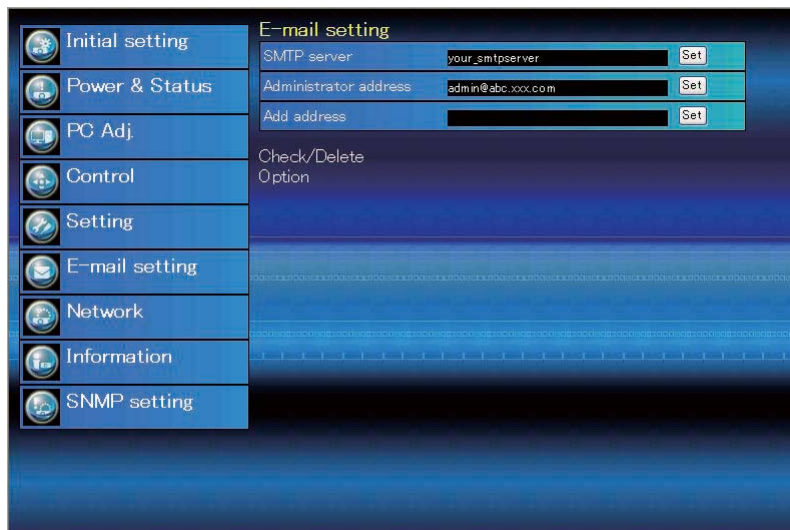 Initial setting
Power & Status
PC Adj.
Control
Setting
E-mail setting
Network
Information
SNMP setting
E-mail setting
SMTP server your_smtpserver Set
Administrator address admin@abc.xxx.com Set
Add address Set
Check/Delete
Option